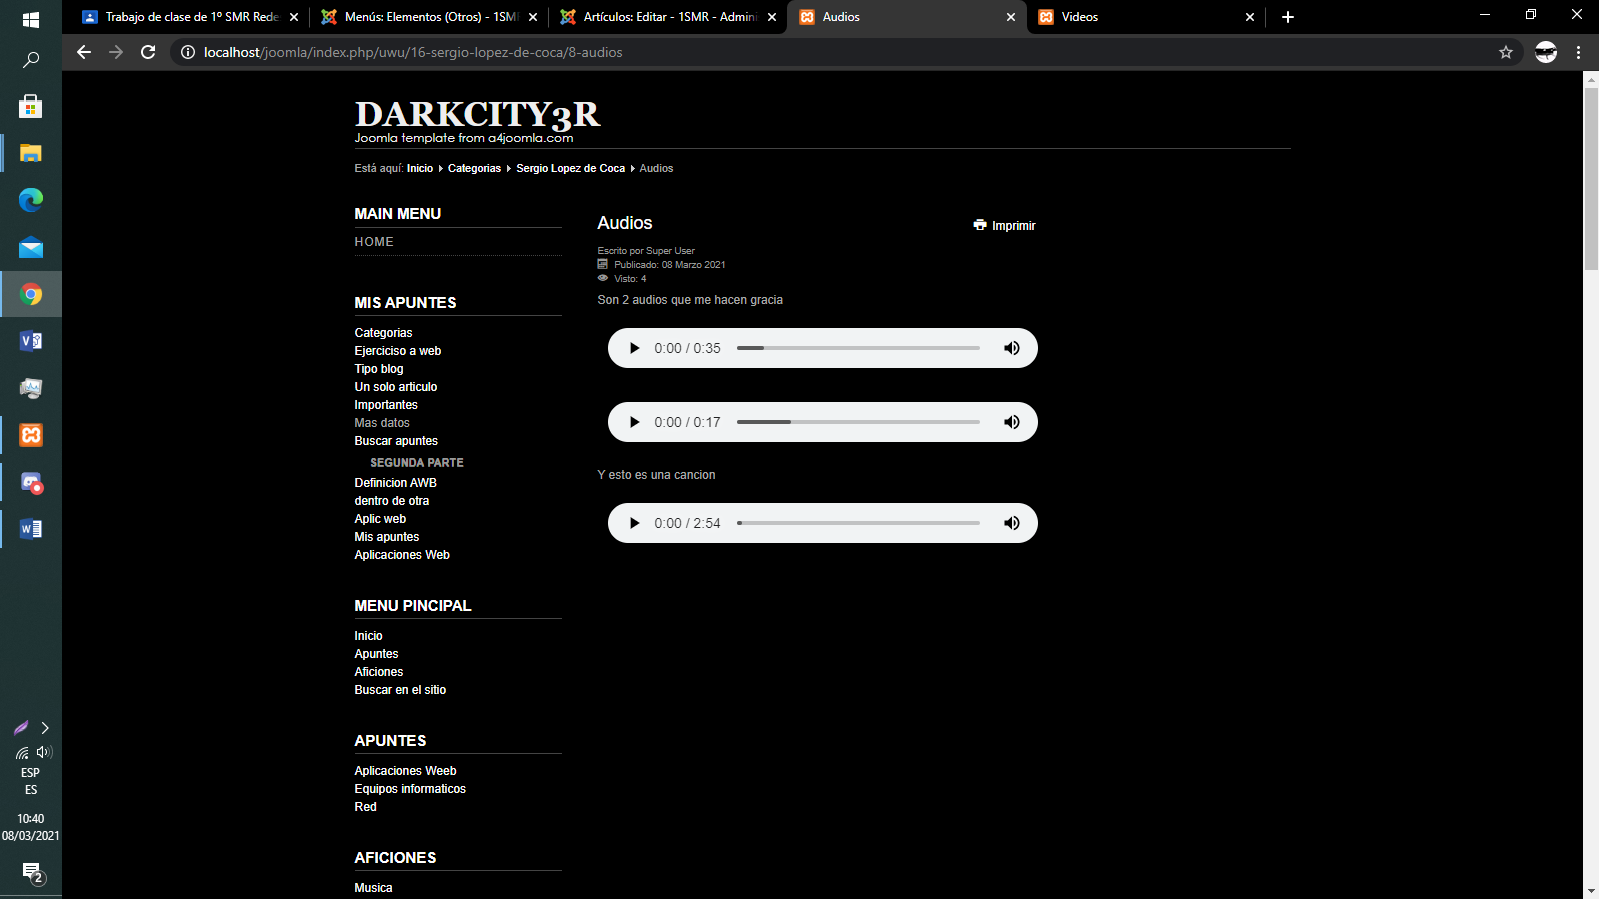 Trabajo de clase de 1º SMR Rede
Menús: Elementos (Otros) - 1SM
Artículos: Editar - 1SMR - Admini
Audios
Videos
localhost/joomla/index.php/uwu/16-sergio-lopez-de-coca/8-audios
DARKCITY3R
Joomla template from a4joomla.com
Está aquí: Inicio Categorias Sergio Lopez de Coca Audios
MAIN MENU
HOME
MIS APUNTES
Categorias
Ejerciciso a web
Tipo blog
Un solo articulo
Importantes
Mas datos
Buscar apuntes
SEGUNDA PARTE
Definicion AWB
dentro de otra
Aplic web
Mis apuntes
Aplicaciones Web
MENU PINCIPAL
Inicio
Apuntes
Aficiones
Buscar en el sitio
APUNTES
Aplicaciones Weeb
Equipos informaticos
Red
AFICIONES
Musica
Audios
Imprimir
Escrito por Super User
Publicado: 08 Marzo 2021
Visto: 4
Son 2 audios que me hacen gracia
0:00 / 0:35
0:00 / 0:17
Y esto es una cancion
0:00 / 2:54
ESP
ES
10:40
08/03/2021
2